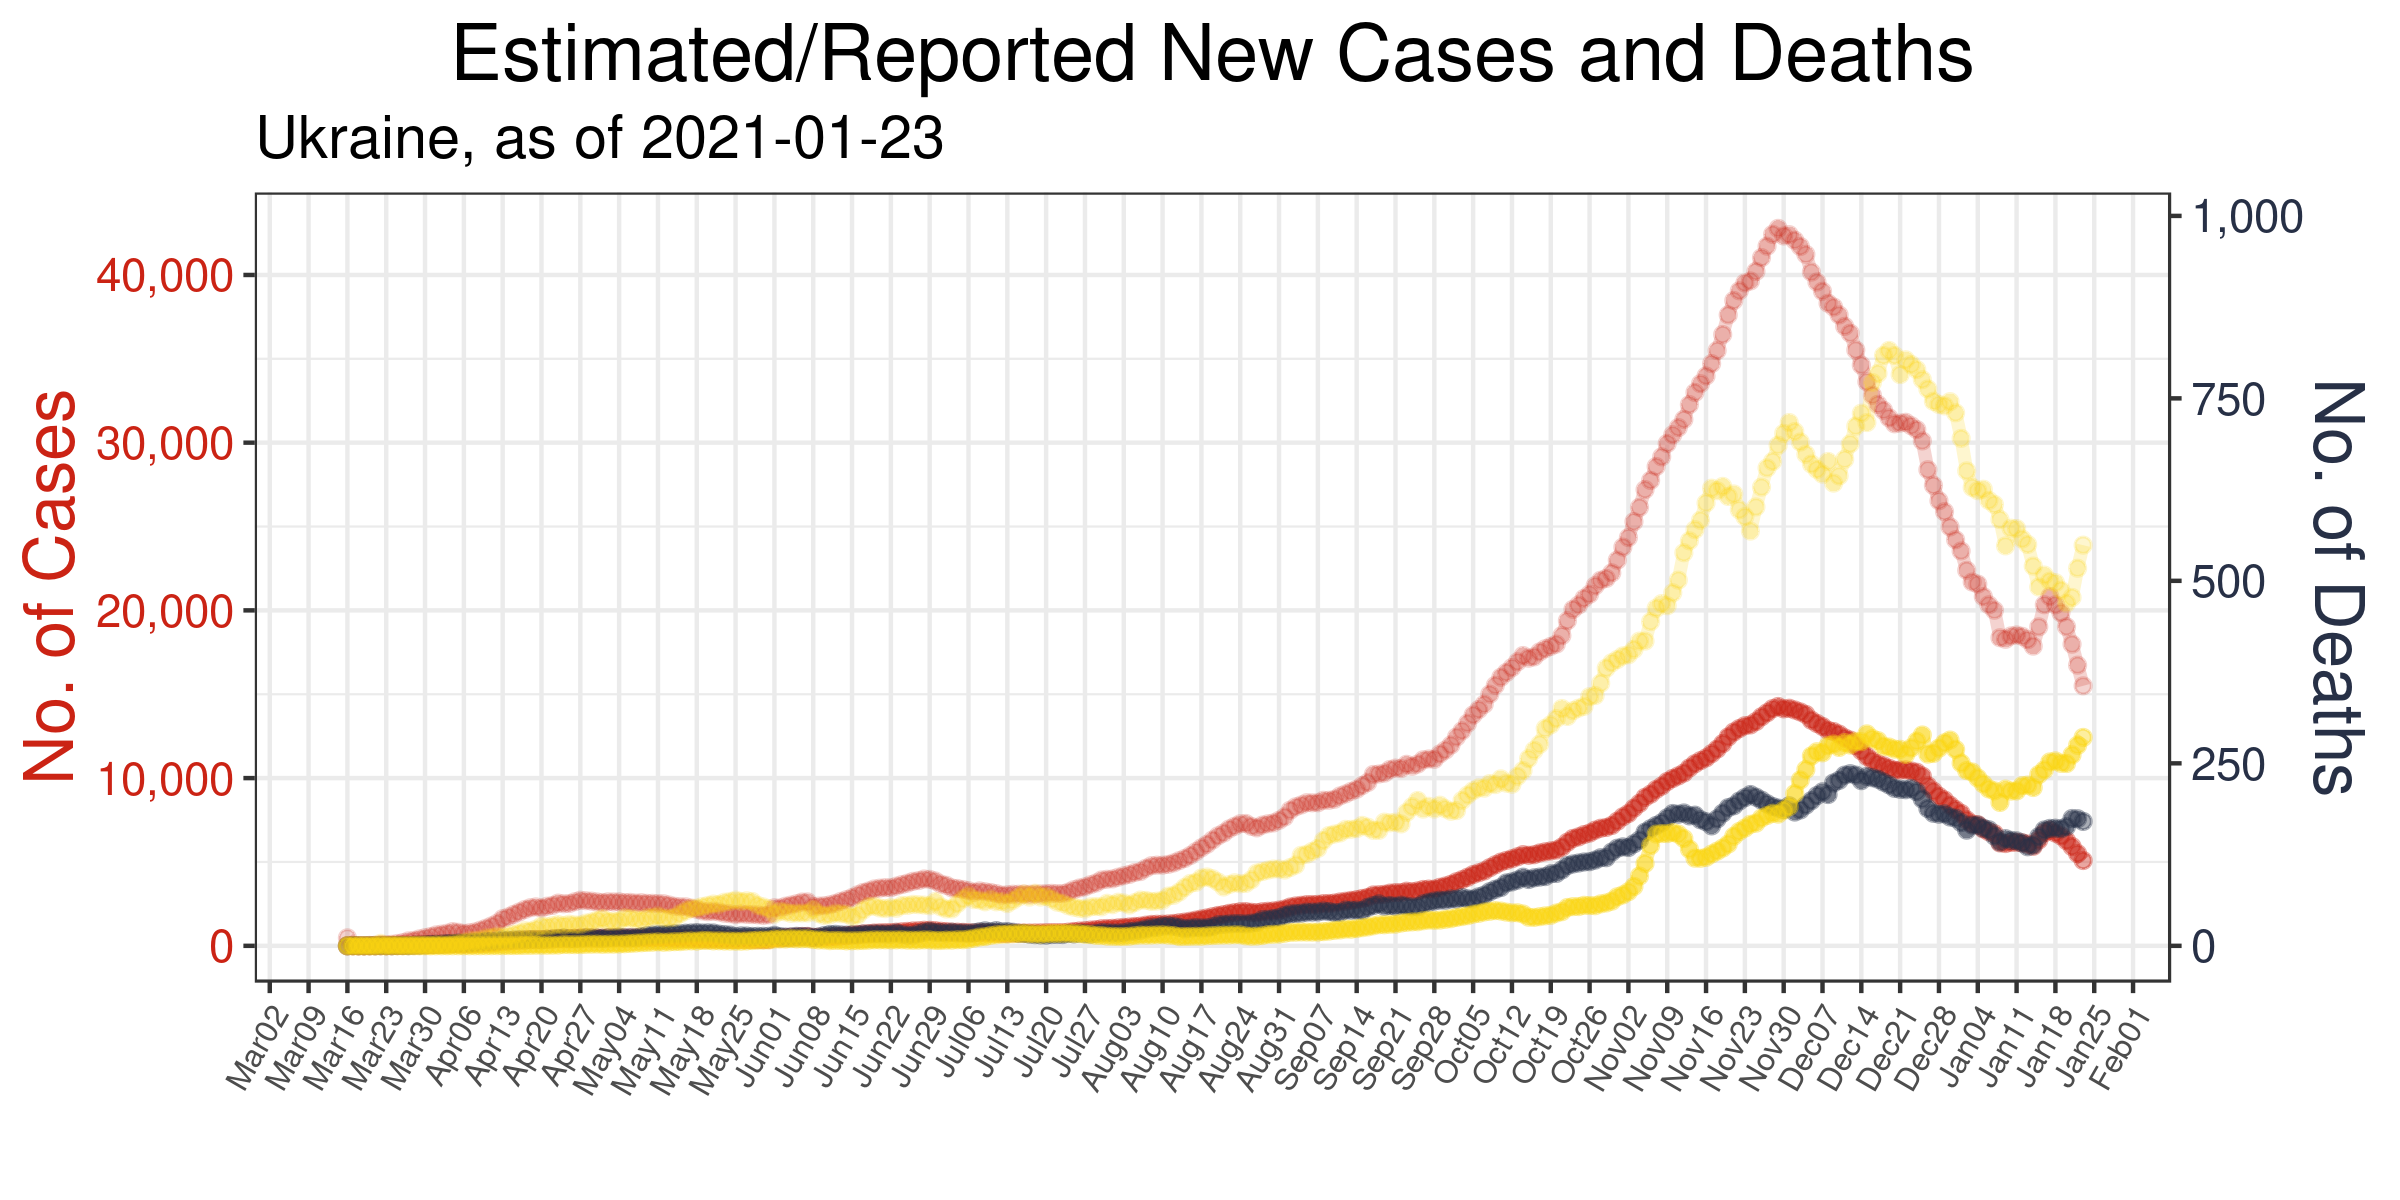 Estimated/Reported New Cases and Deaths
Ukraine, as of 2021-01-23
No. of Cases
40,000
30,000
20,000
10,000
0
1,000
750
500
250
0
No. of Deaths
Mar02
Mar09
Mar16
Mar23
Mar30
Apr06
Apr13
Apr20
Apr27
May04
May11
May18
May25
Jun01
Jun08
Jun15
Jun22
Jun29
Jul06
Jul13
Jul20
Jul27
Aug03
Aug10
Aug17
Aug24
Aug31
Sep07
Sep14
Sep21
Sep28
Oct05
Oct12
Oct19
Oct26
Nov02
Nov09
Nov16
Nov23
Nov30
Dec07
Dec14
Dec21
Dec28
Jan04
Jan11
Jan18
Jan25
Feb01